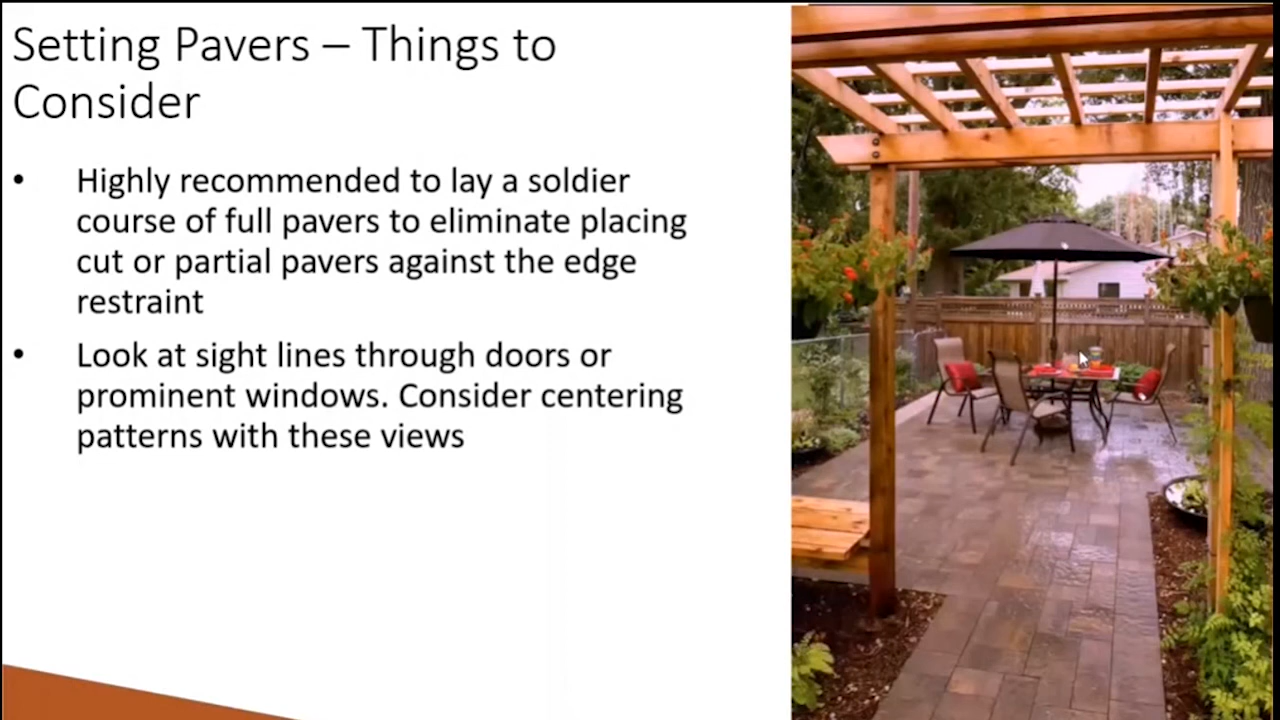 Setting Pavers – Things to
Consider
• Highly recommended to lay a soldier
course of full pavers to eliminate placing
cut or partial pavers against the edge
restraint
• Look at sight lines through doors or
prominent windows. Consider centering
patterns with these views